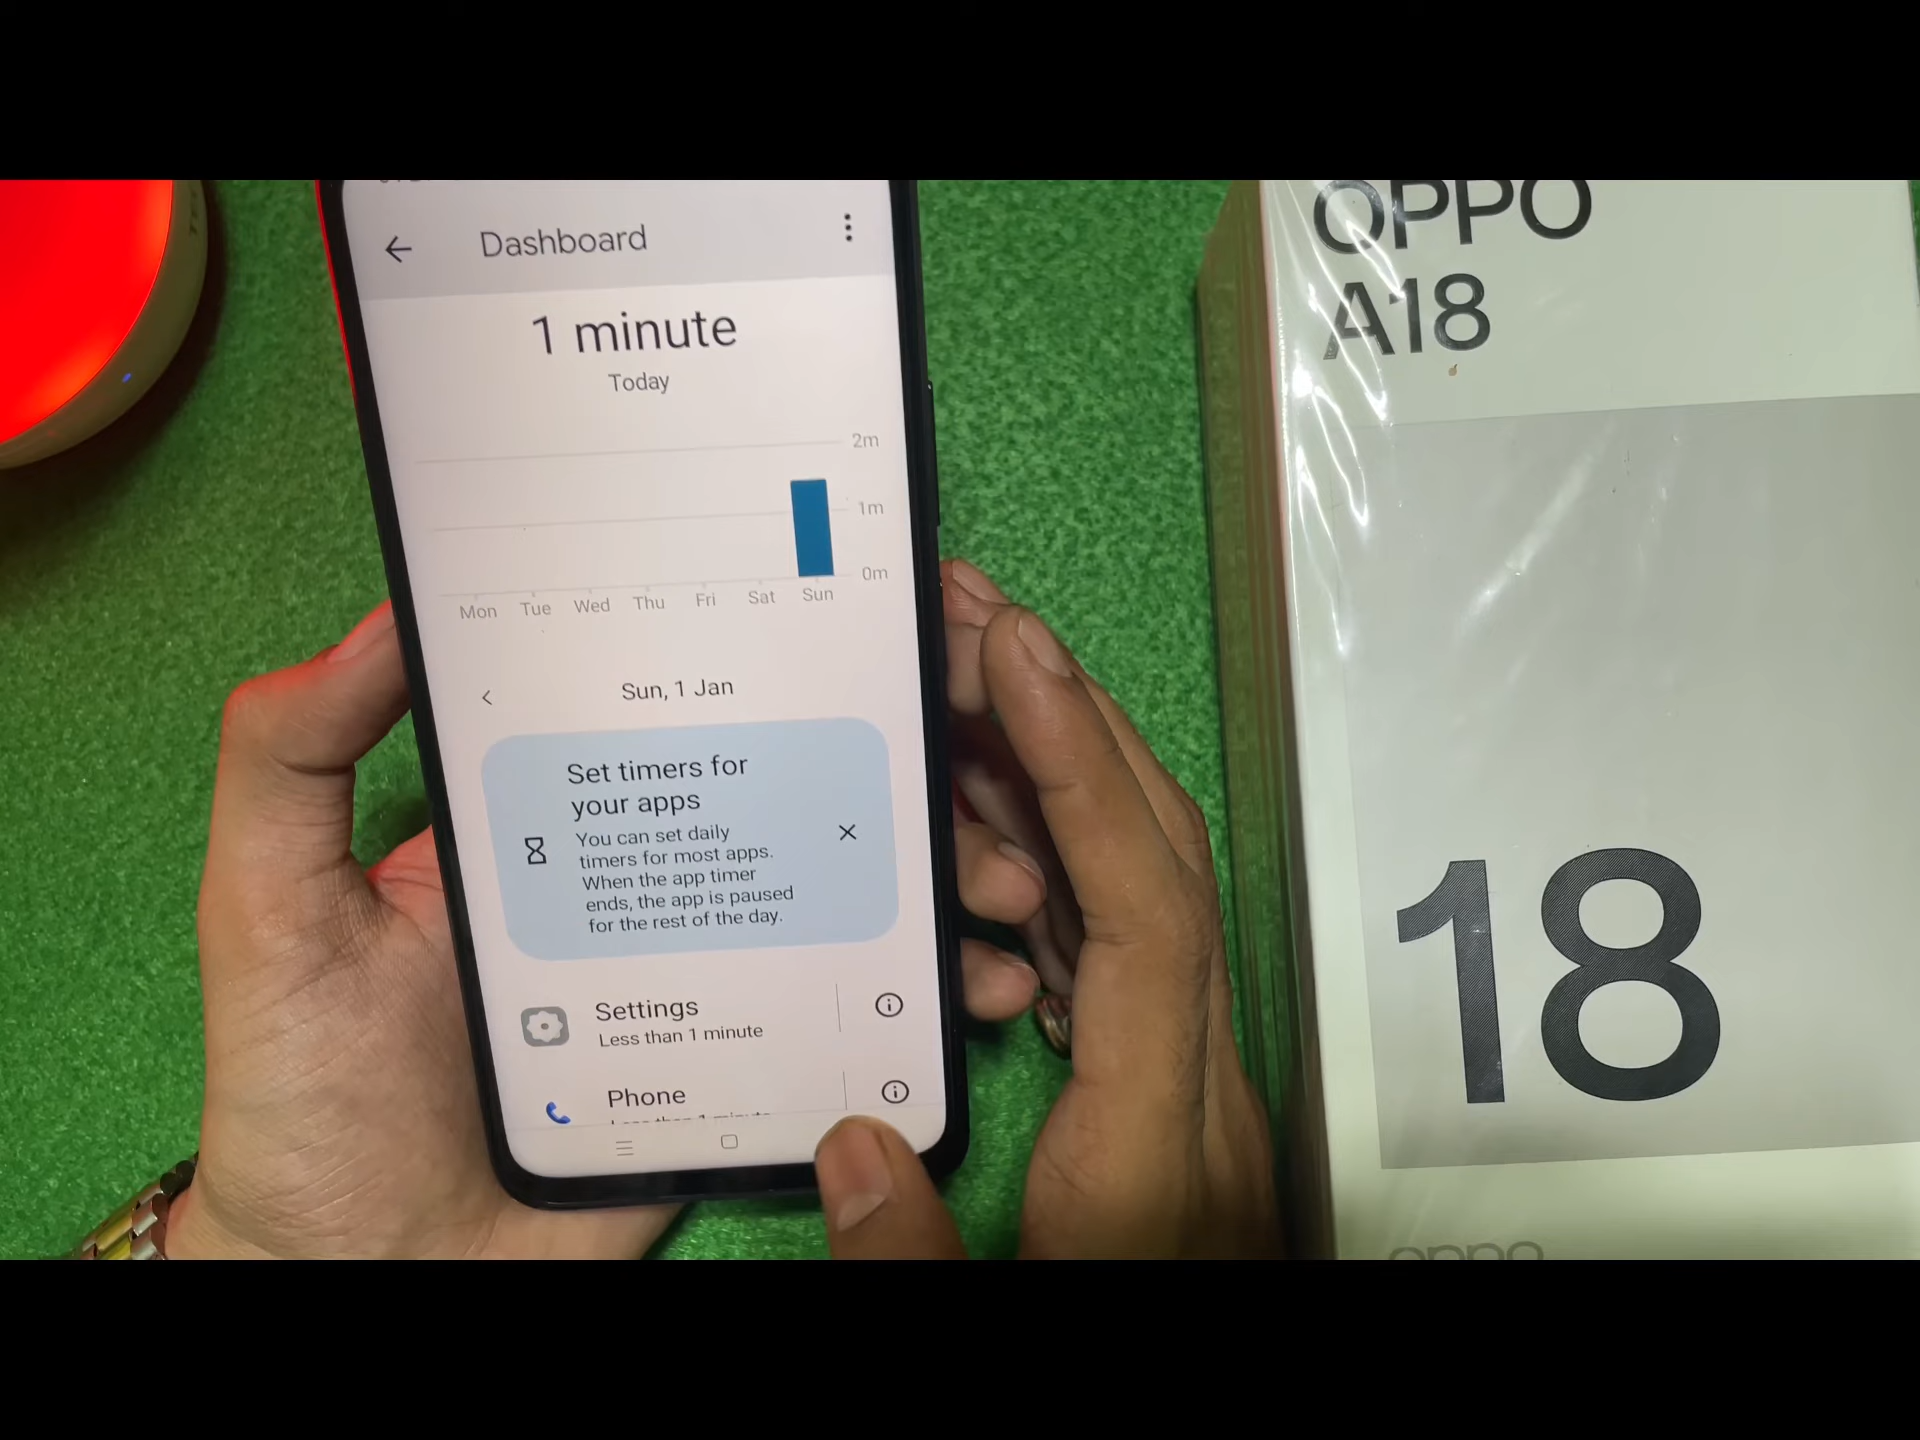 Dashboard
1 minute
Today
2m
1m
0m
Mon Tue Wed Thu Fri Sat Sun
Sun, 1 Jan
Set timers for
your apps
You can set daily
timers for most apps.
When the app timer
ends, the app is paused
for the rest of the day.
Settings
Less than 1 minute
Phone
OPPO
A18
18
oppo